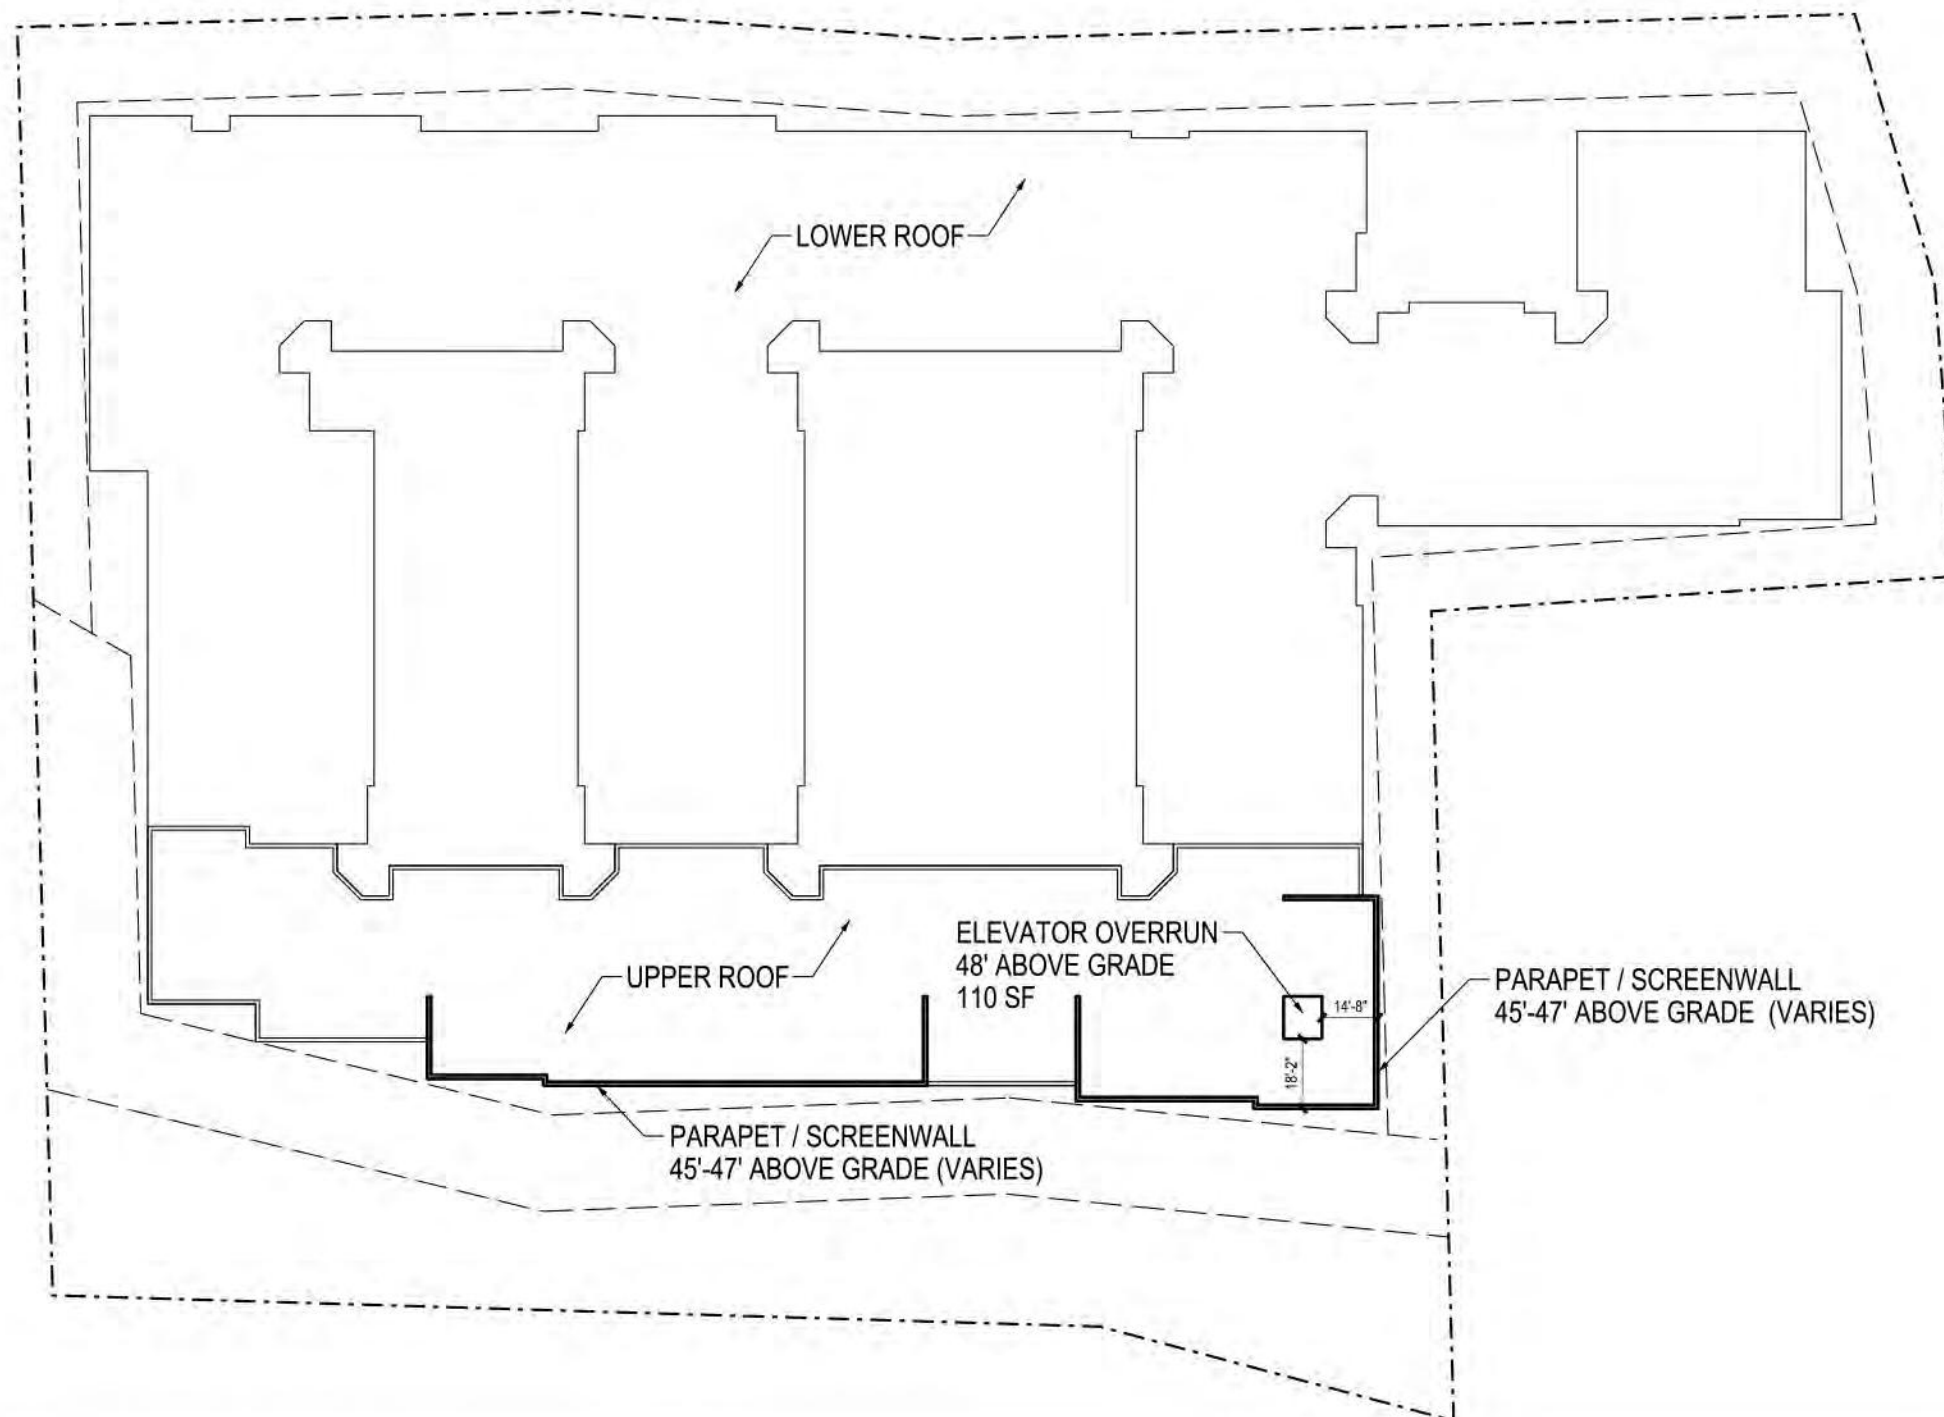 LOWER ROOF
ELEVATOR OVERRUN
48' ABOVE GRADE
110 SF
UPPER ROOF
14'-8"
18'-2"
PARAPET / SCREENWALL
45'-47' ABOVE GRADE (VARIES)
PARAPET / SCREENWALL
45'-47' ABOVE GRADE (VARIES)